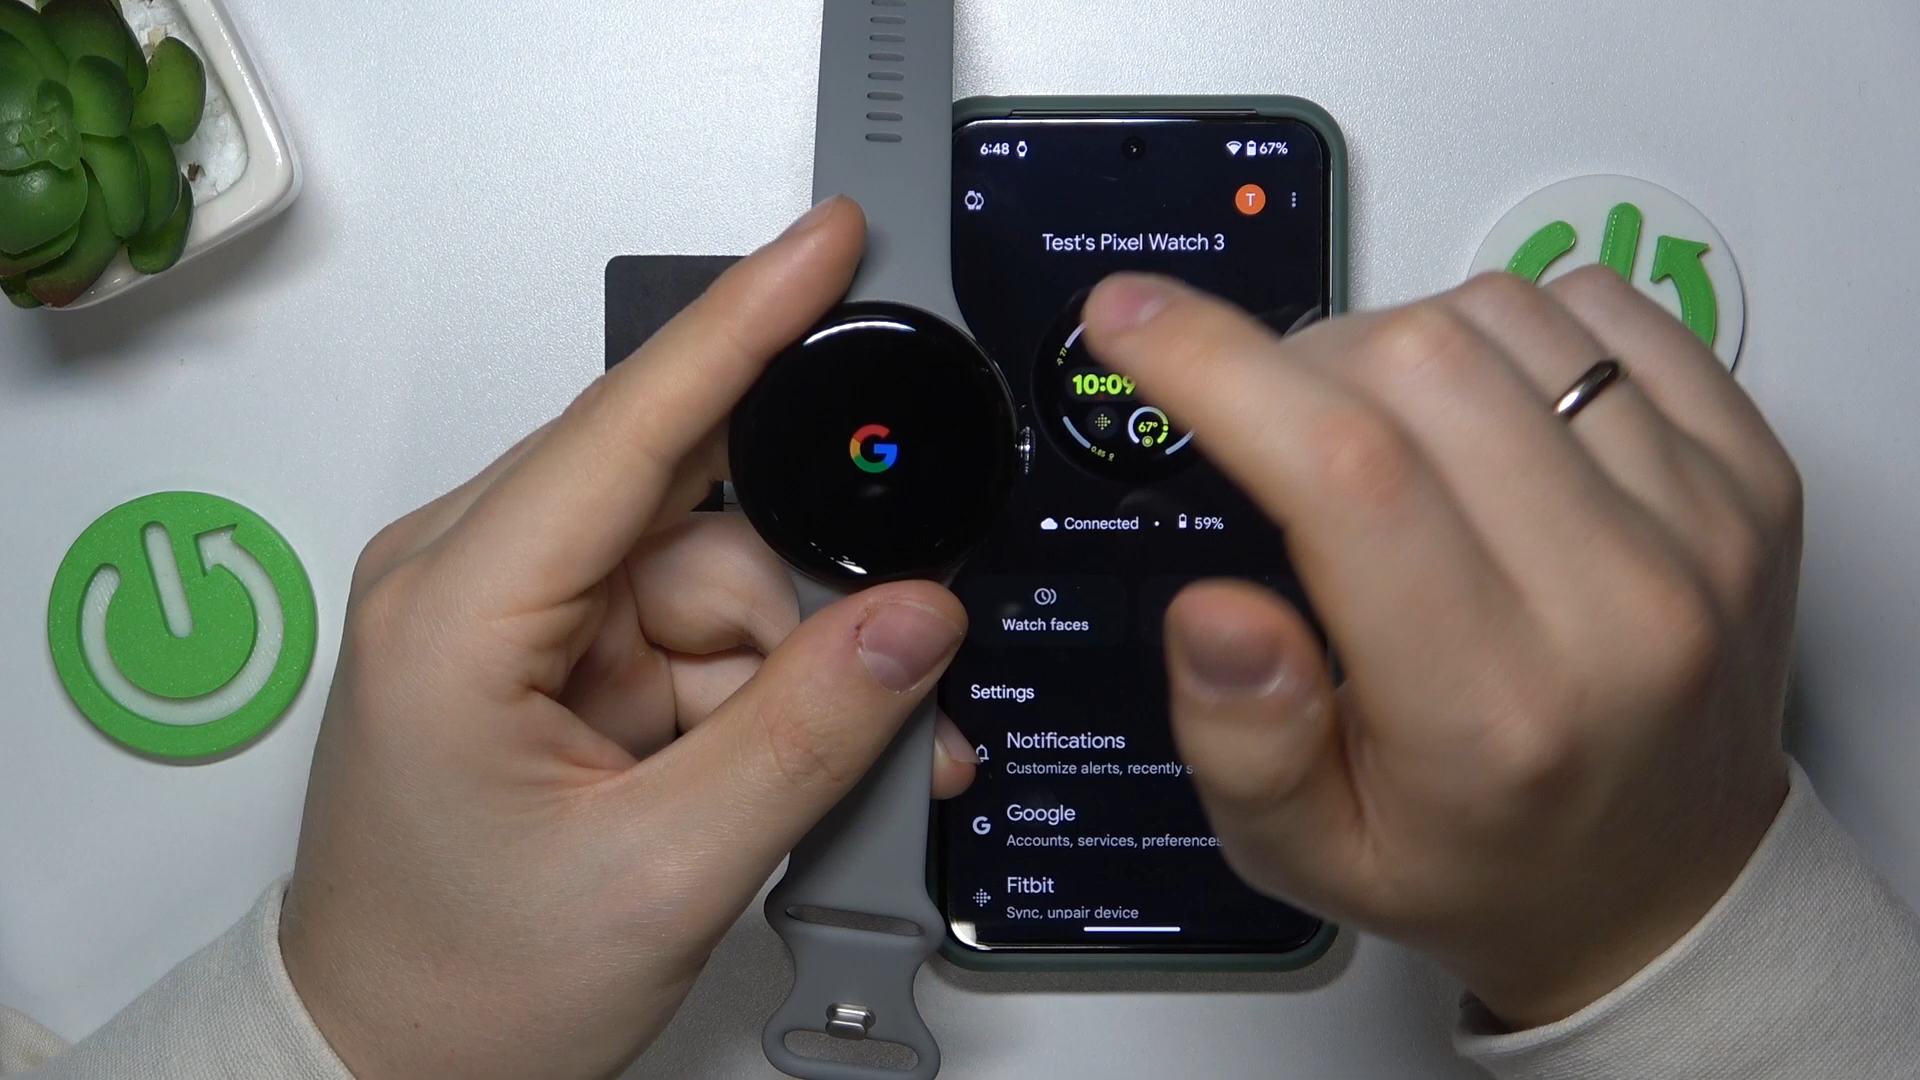 6:48
67%
T
Test's Pixel Watch 3
10:09
67°
Connected • 59%
Watch faces
Settings
Notifications
Customize alerts, recently s
Google
Accounts, services, preferences
Fitbit
Sync, unpair device
G